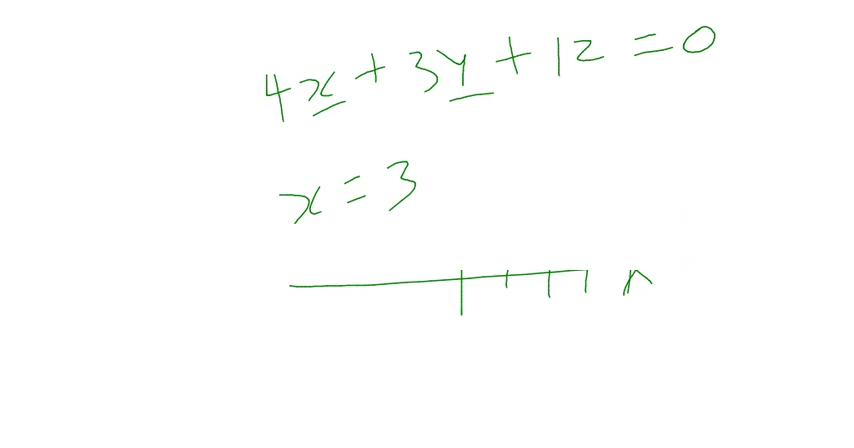 4x + 3y + 12 = 0
x = 3